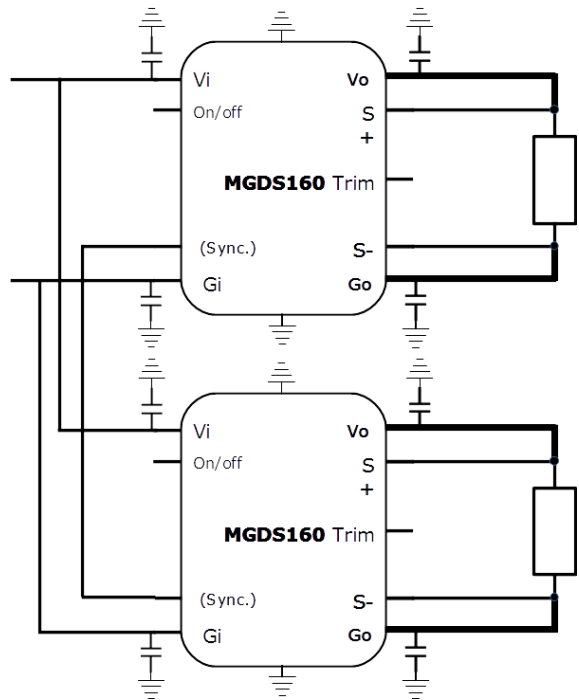 Vi Vo
On/off S
+
MGDS160 Trim
(Sync.) S-
Gi Go
Vi Vo
On/off S
+
MGDS160 Trim
(Sync.) S-
Gi Go